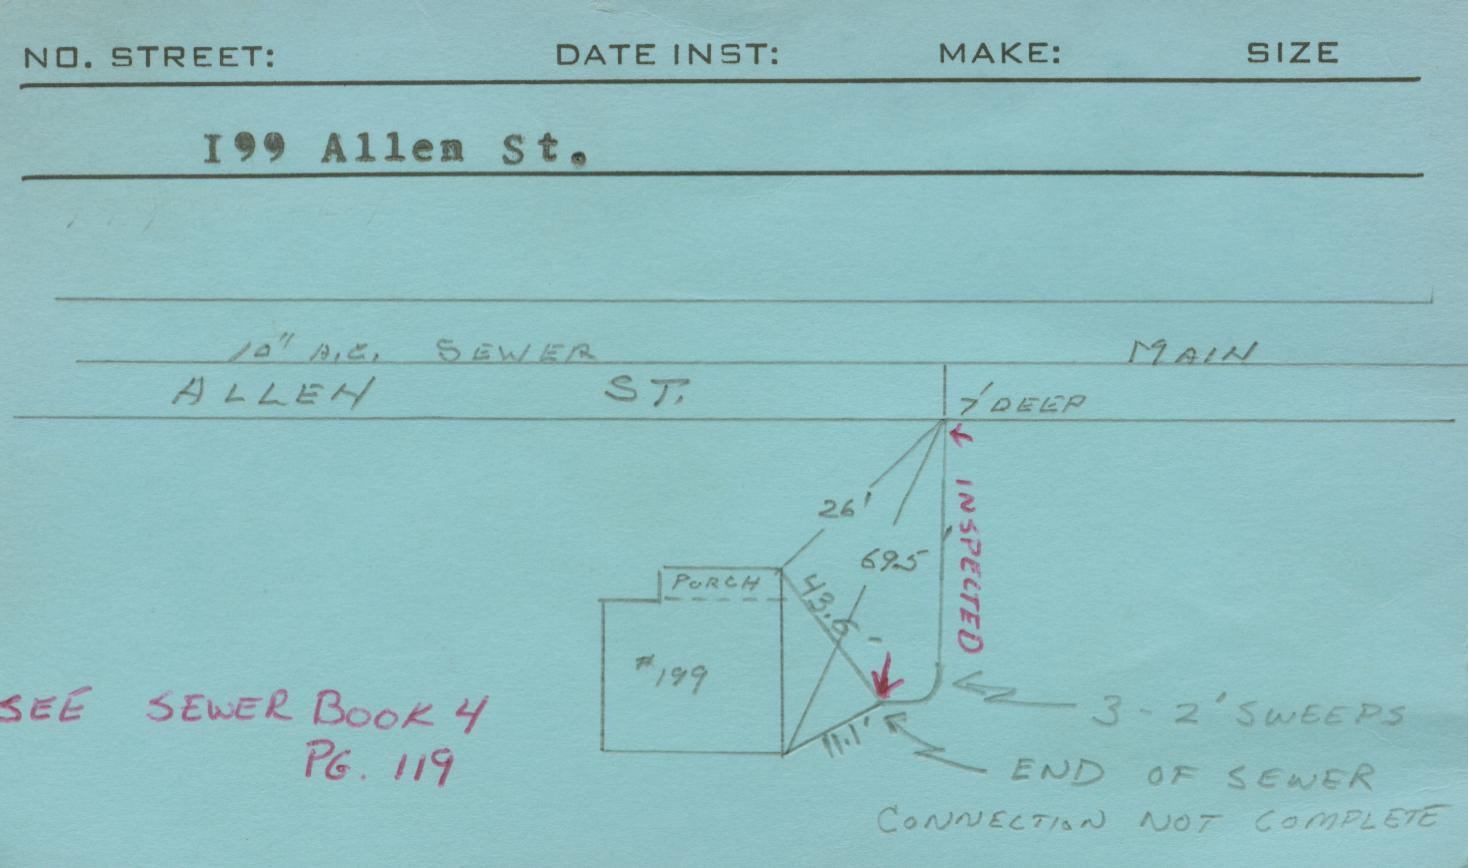 NO. STREET: DATE INST: MAKE: SIZE
I99 Allen St.
10" A.C. SEWER MAIN
ALLEN ST. 7' DEEP
26'
INSPECTED
69.5
PORCH
43.6
#199
SEE SEWER BOOK 4
PG. 119
3 - 2' SWEEPS
11.1'
END OF SEWER
CONNECTION NOT COMPLETE